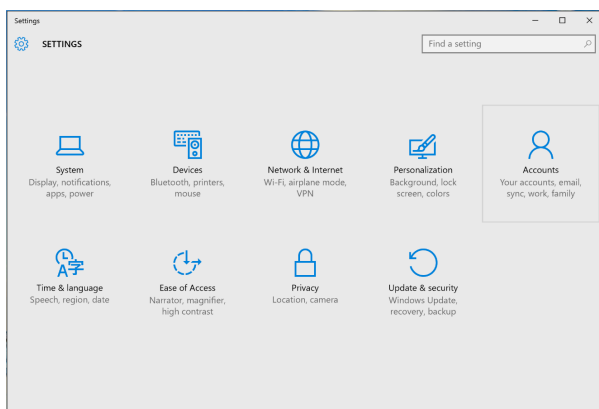 Settings
SETTINGS
Find a setting
System
Display, notifications,
apps, power
Devices
Bluetooth, printers,
mouse
Network & Internet
Wi-Fi, airplane mode,
VPN
Personalization
Background, lock
screen, colors
Accounts
Your accounts, email,
sync, work, family
A字
Time & language
Speech, region, date
Ease of Access
Narrator, magnifier,
high contrast
Privacy
Location, camera
Update & security
Windows Update,
recovery, backup